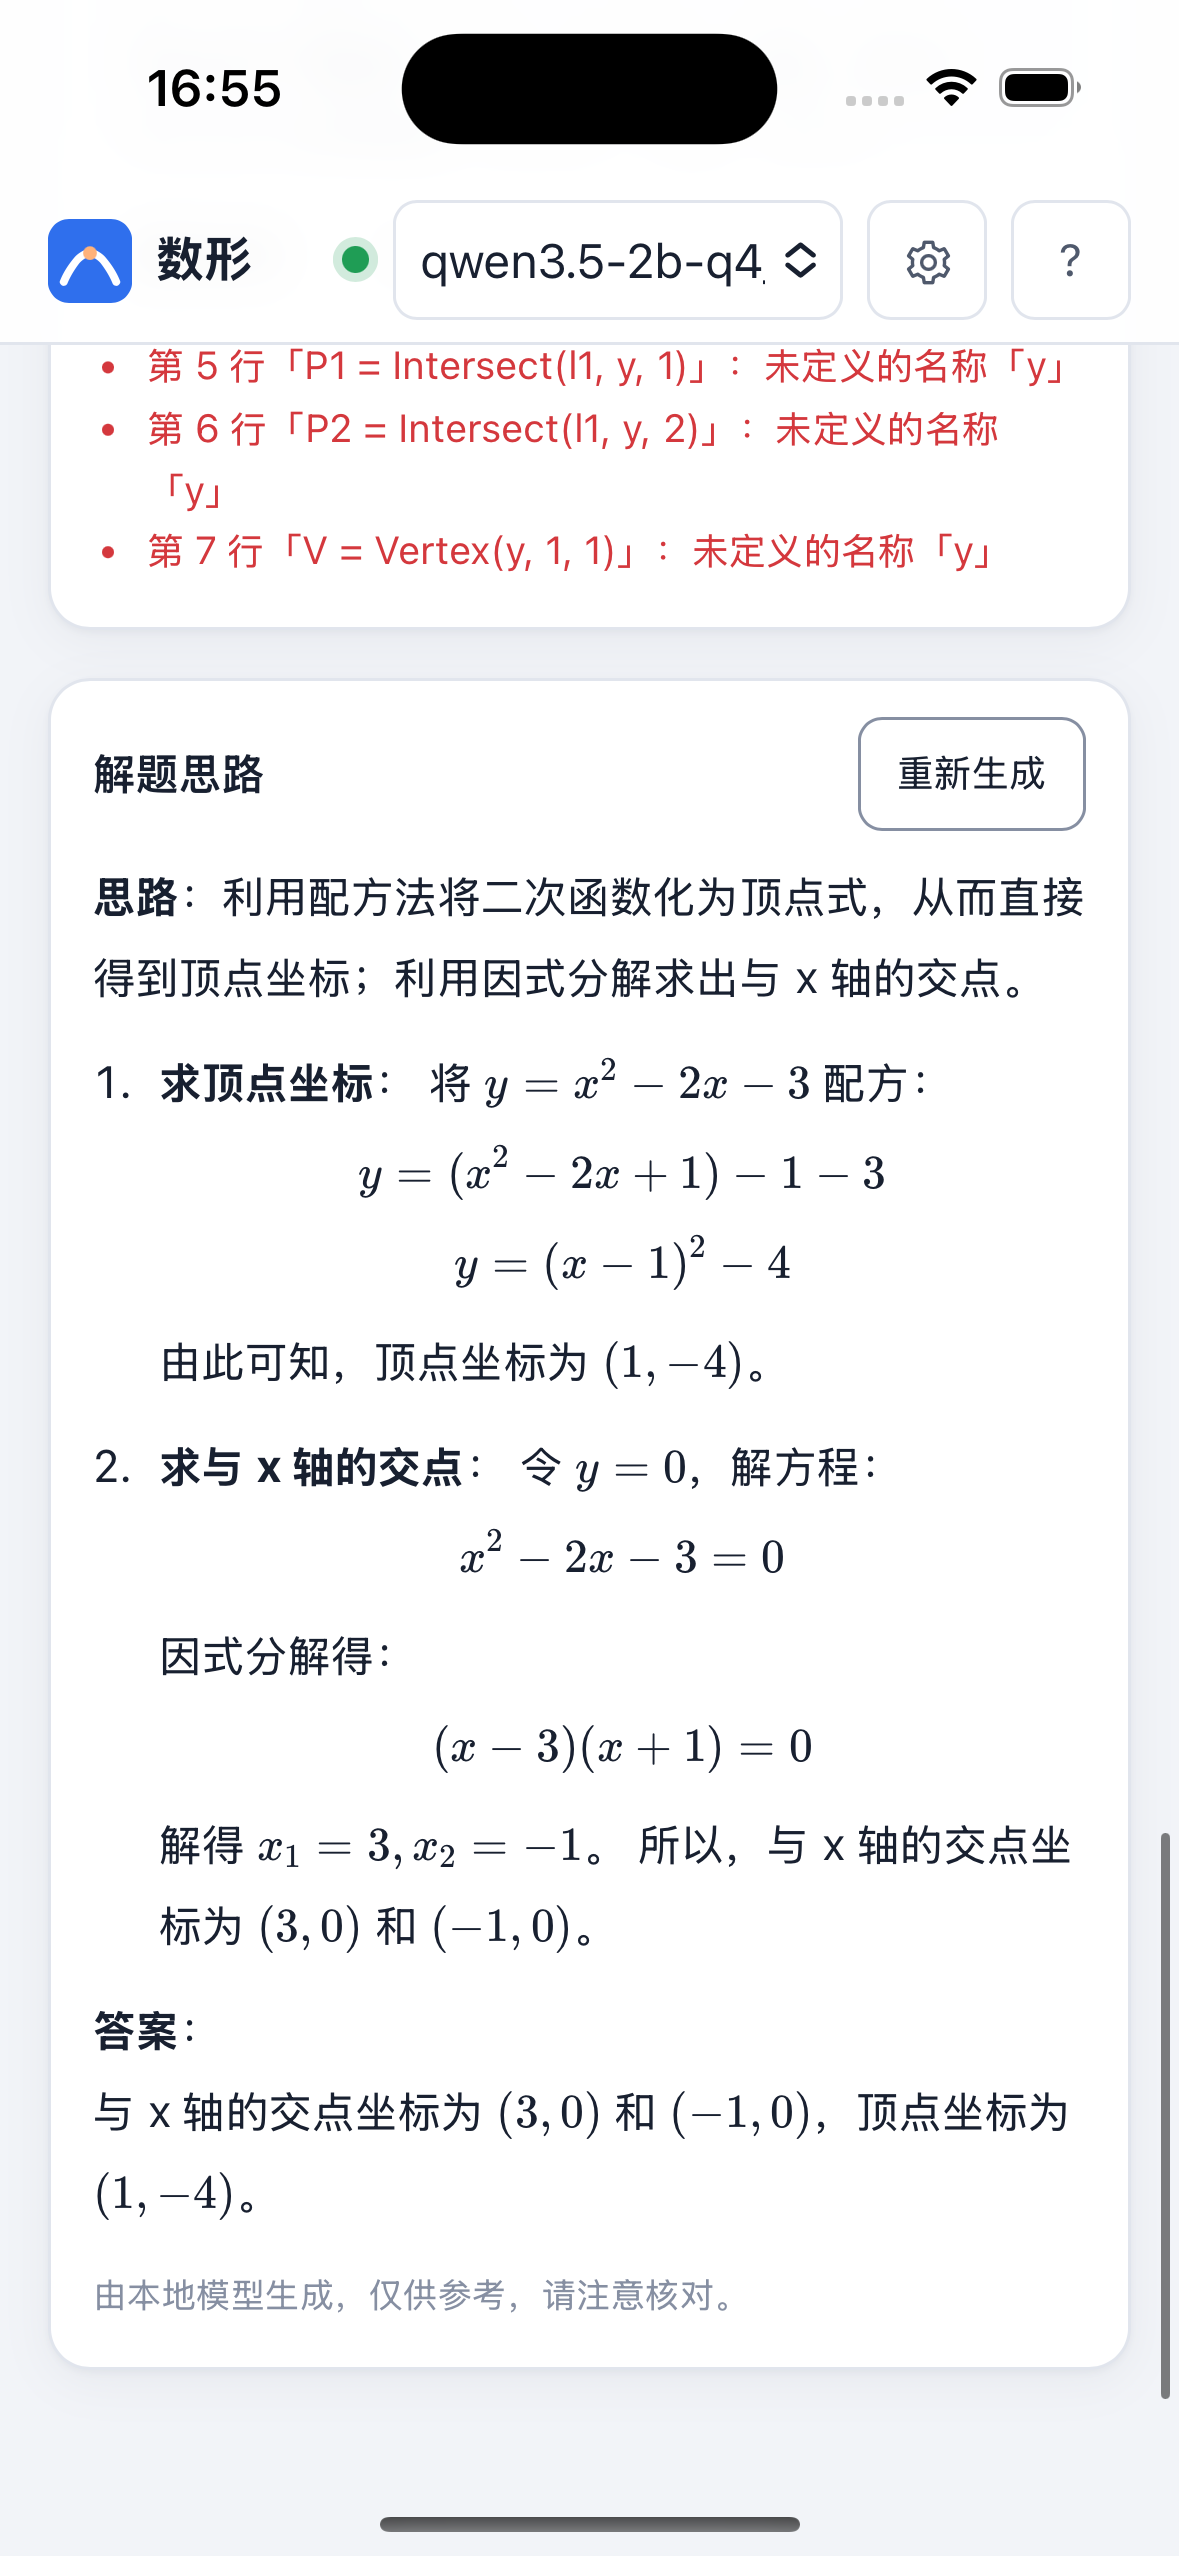 16:55
数形
qwen3.5-2b-q4
?
第 5 行「P1 = Intersect(l1, y, 1)」：未定义的名称「y」
第 6 行「P2 = Intersect(l1, y, 2)」：未定义的名称
「y」
第 7 行「V = Vertex(y, 1, 1)」：未定义的名称「y」
解题思路
重新生成
思路：利用配方法将二次函数化为顶点式，从而直接
得到顶点坐标；利用因式分解求出与 x 轴的交点。
1. 求顶点坐标： 将 y = x² − 2x − 3 配方：
y = (x² − 2x + 1) − 1 − 3
y = (x − 1)² − 4
由此可知，顶点坐标为 (1, −4)。
2. 求与 x 轴的交点： 令 y = 0，解方程：
x² − 2x − 3 = 0
因式分解得：
(x − 3)(x + 1) = 0
解得 x₁ = 3, x₂ = −1。 所以，与 x 轴的交点坐
标为 (3, 0) 和 (−1, 0)。
答案：
与 x 轴的交点坐标为 (3, 0) 和 (−1, 0)，顶点坐标为
(1, −4)。
由本地模型生成，仅供参考，请注意核对。